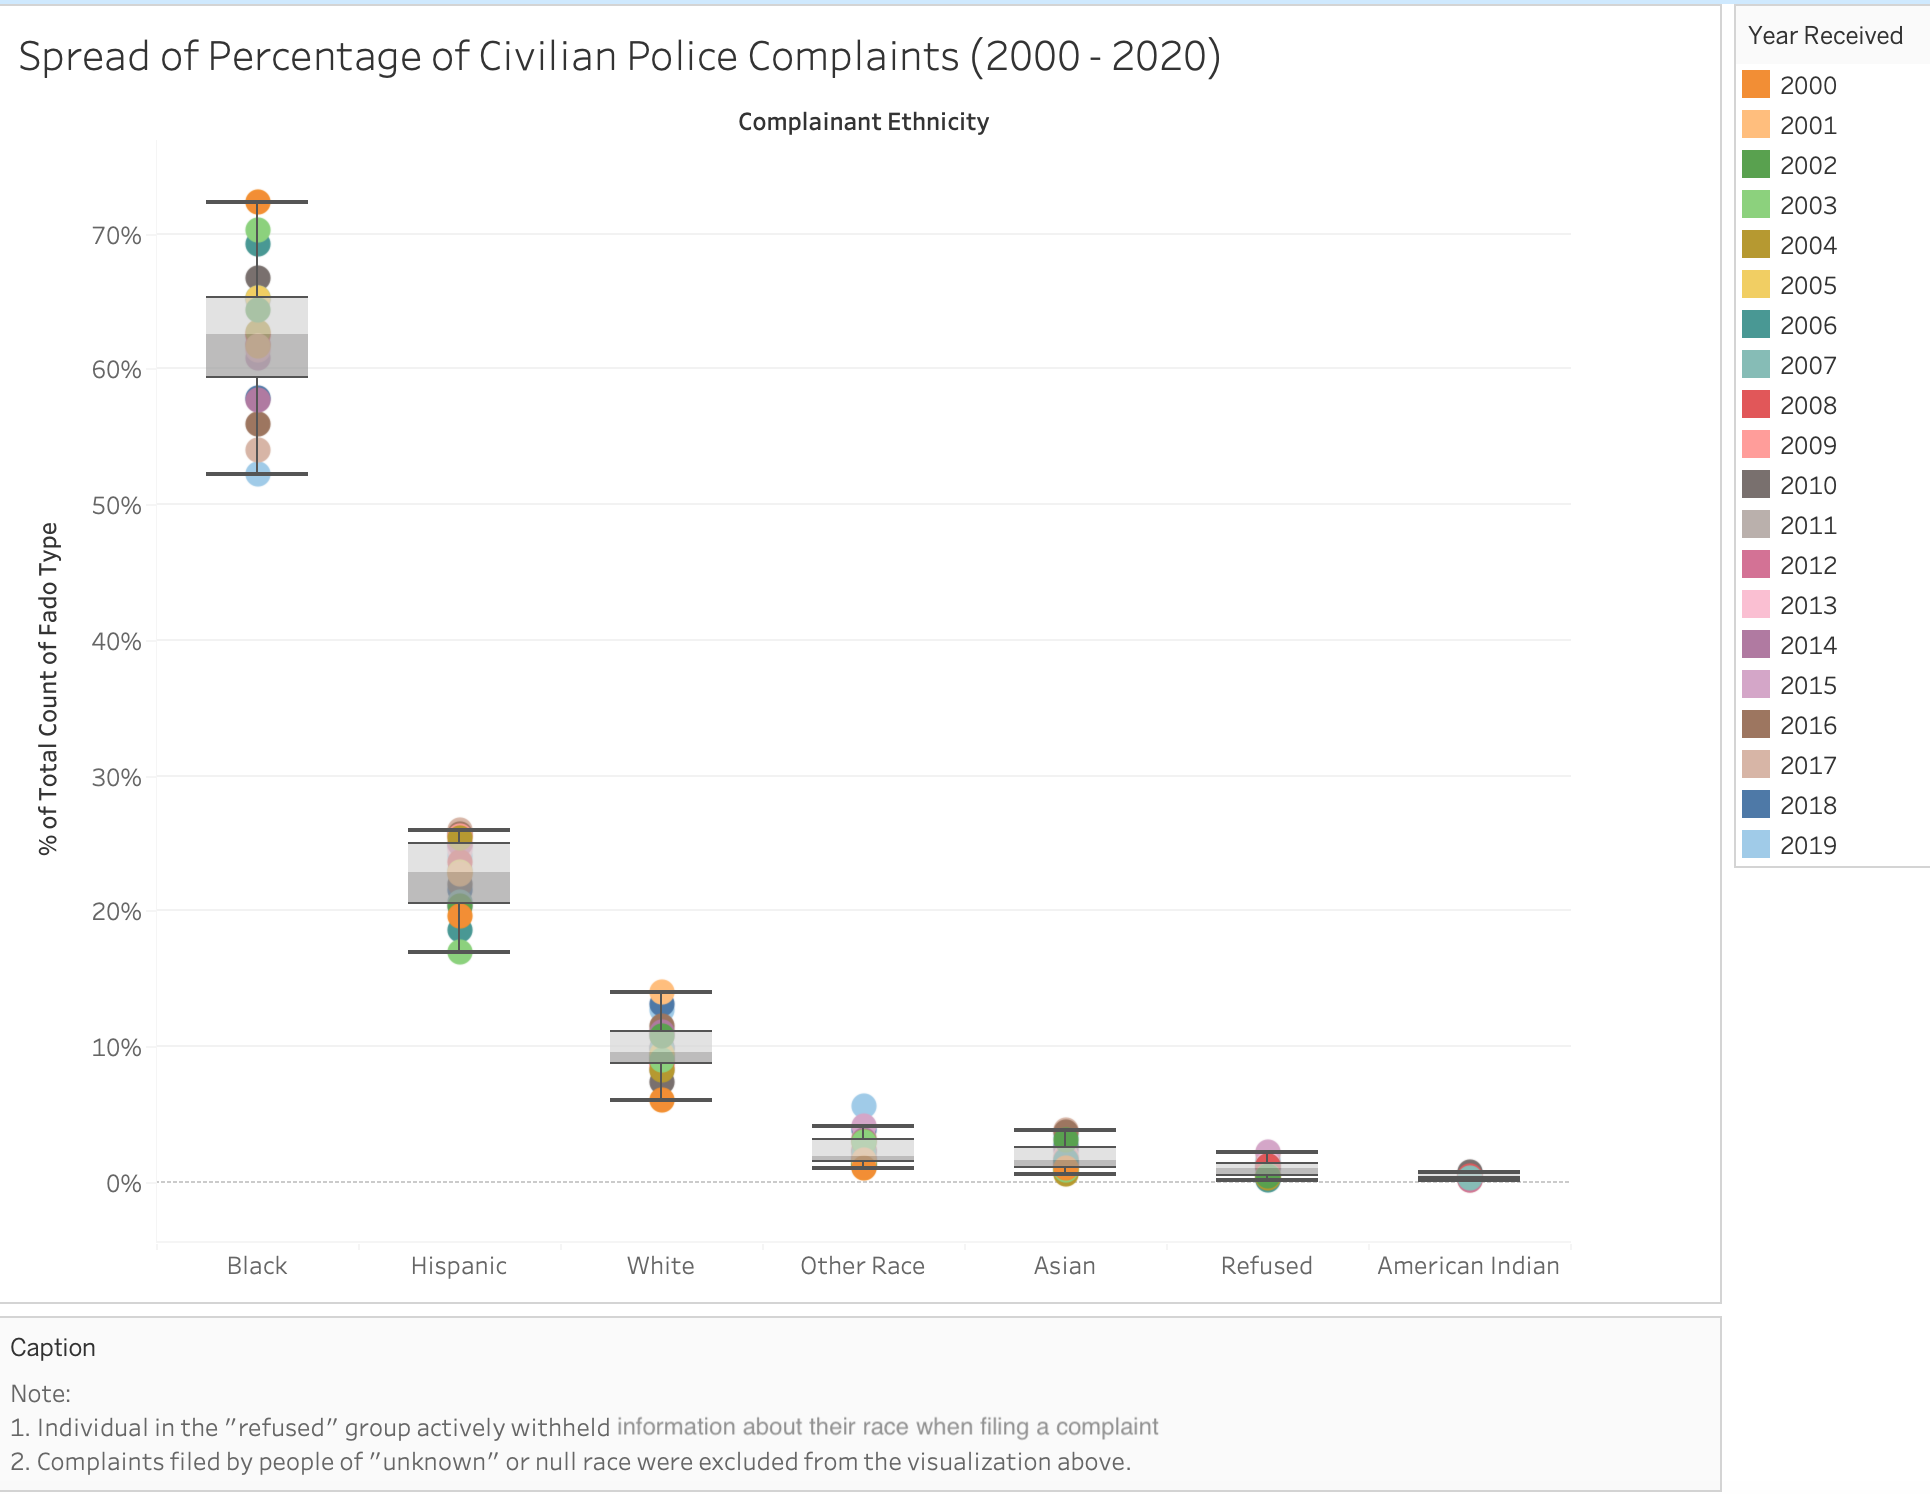 Spread of Percentage of Civilian Police Complaints (2000 - 2020)
Complainant Ethnicity
% of Total Count of Fado Type
70%
60%
50%
40%
30%
20%
10%
0%
Black
Hispanic
White
Other Race
Asian
Refused
American Indian
Year Received
2000
2001
2002
2003
2004
2005
2006
2007
2008
2009
2010
2011
2012
2013
2014
2015
2016
2017
2018
2019
Caption
Note:
1. Individual in the "refused" group actively withheld information about their race when filing a complaint
2. Complaints filed by people of "unknown" or null race were excluded from the visualization above.